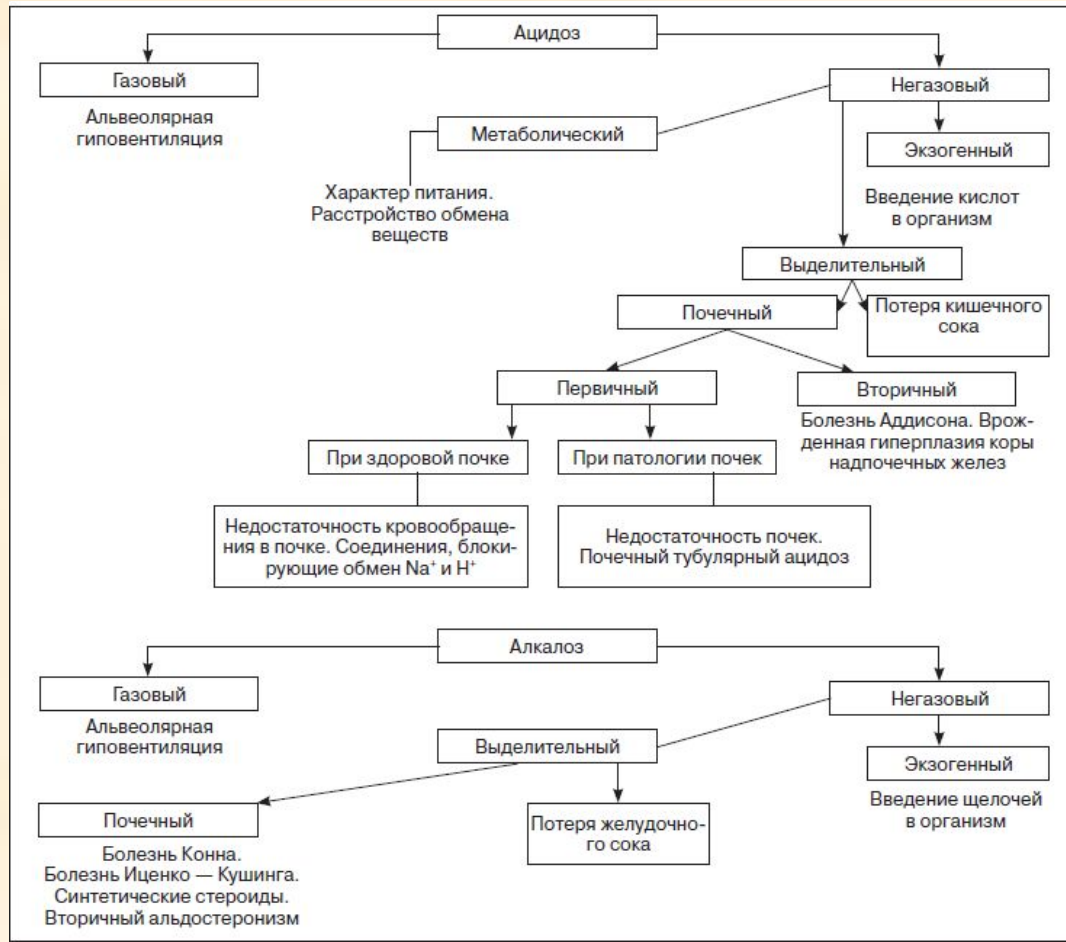 Ацидоз
Газовый
Альвеолярная
гиповентиляция
Негазовый
Метаболический
Характер питания.
Расстройство обмена
веществ
Экзогенный
Введение кислот
в организм
Выделительный
Почечный
Потеря кишечного
сока
Первичный
Вторичный
Болезнь Аддисона. Врож-
денная гиперплазия коры
надпочечных желез
При здоровой почке
При патологии почек
Недостаточность кровообраще-
ния в почке. Соединения, блоки-
рующие обмен Na⁺ и H⁺
Недостаточность почек.
Почечный тубулярный ацидоз
Алкалоз
Газовый
Альвеолярная
гиповентиляция
Негазовый
Выделительный
Экзогенный
Введение щелочей
в организм
Почечный
Болезнь Конна.
Болезнь Иценко — Кушинга.
Синтетические стероиды.
Вторичный альдостеронизм
Потеря желудочно-
го сока